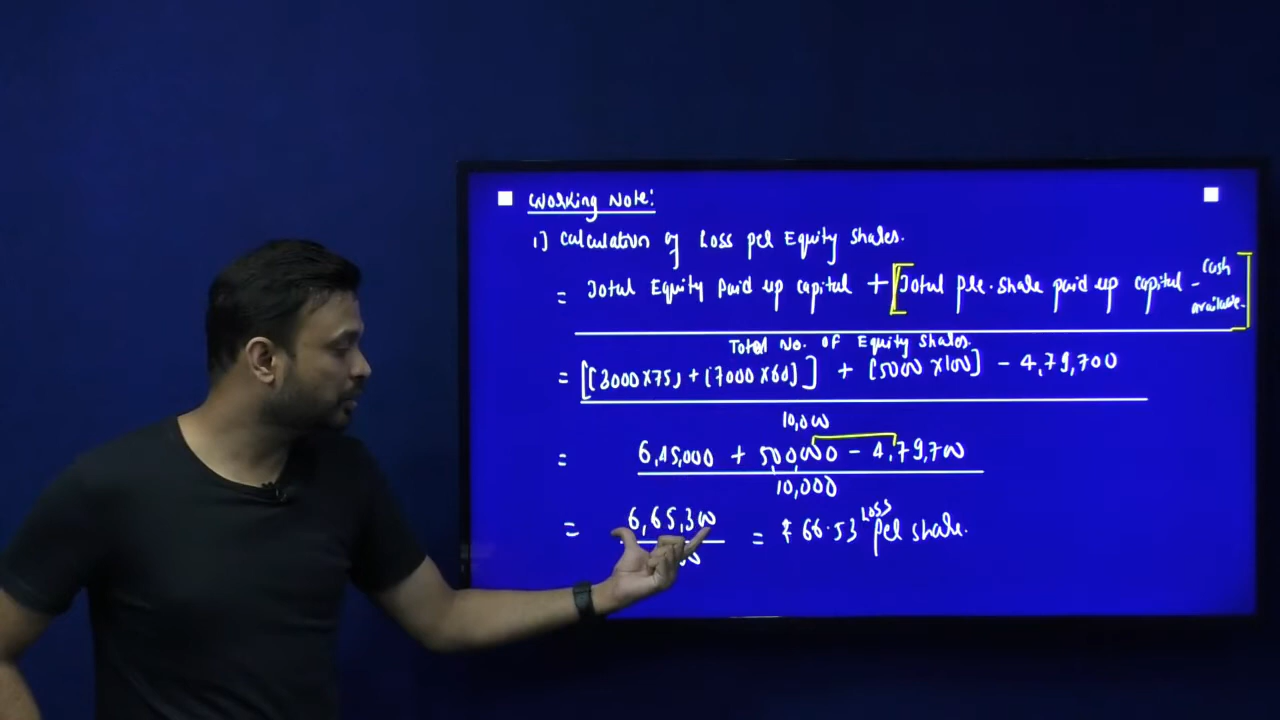 Working Note:
1] Calculation of Loss per Equity Shares.
= Total Equity Paid up capital + [Total pre. share paid up capital - cash available.]
Total No. of Equity Shares.
= [(3000 x 75) + (7000 x 60)] + [5000 x 100] - 4,79,700
10,000
= 6,45,000 + 5,00,000 - 4,79,700
10,000
= 6,65,300 = ₹ 66.53 Loss per share.